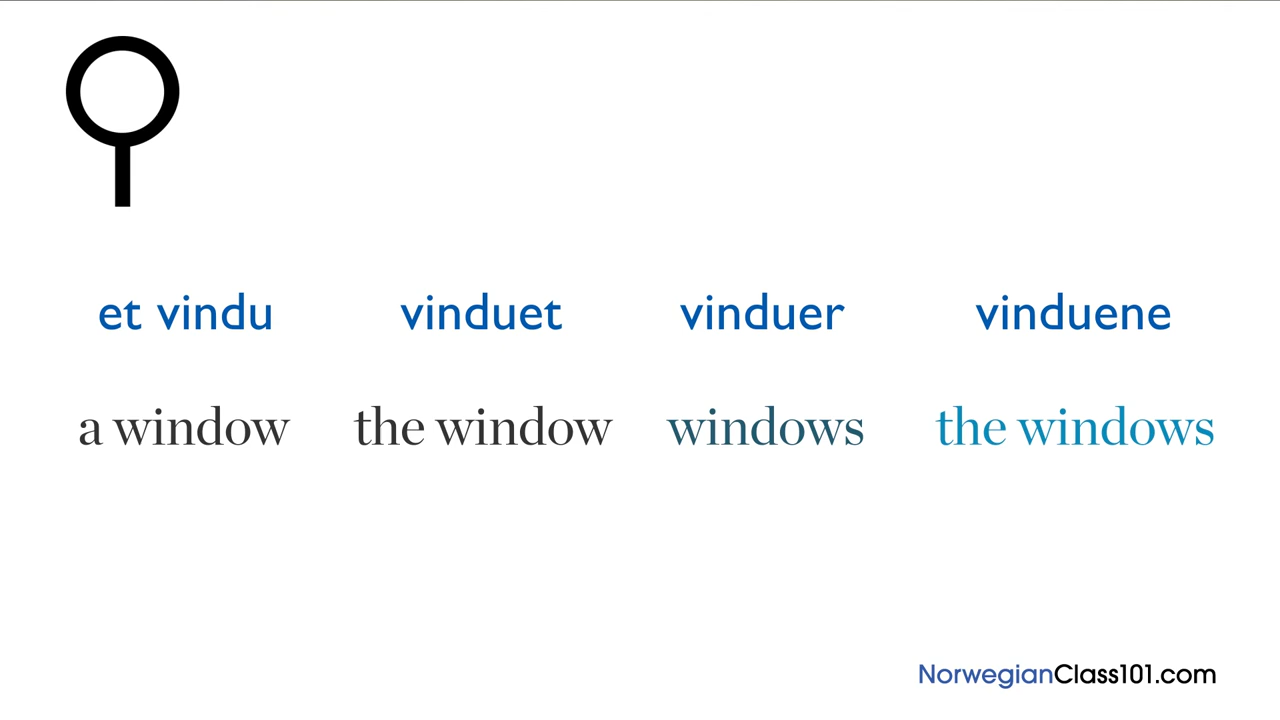 et vindu vinduet vinduer vinduene
a window the window windows the windows
NorwegianClass101.com